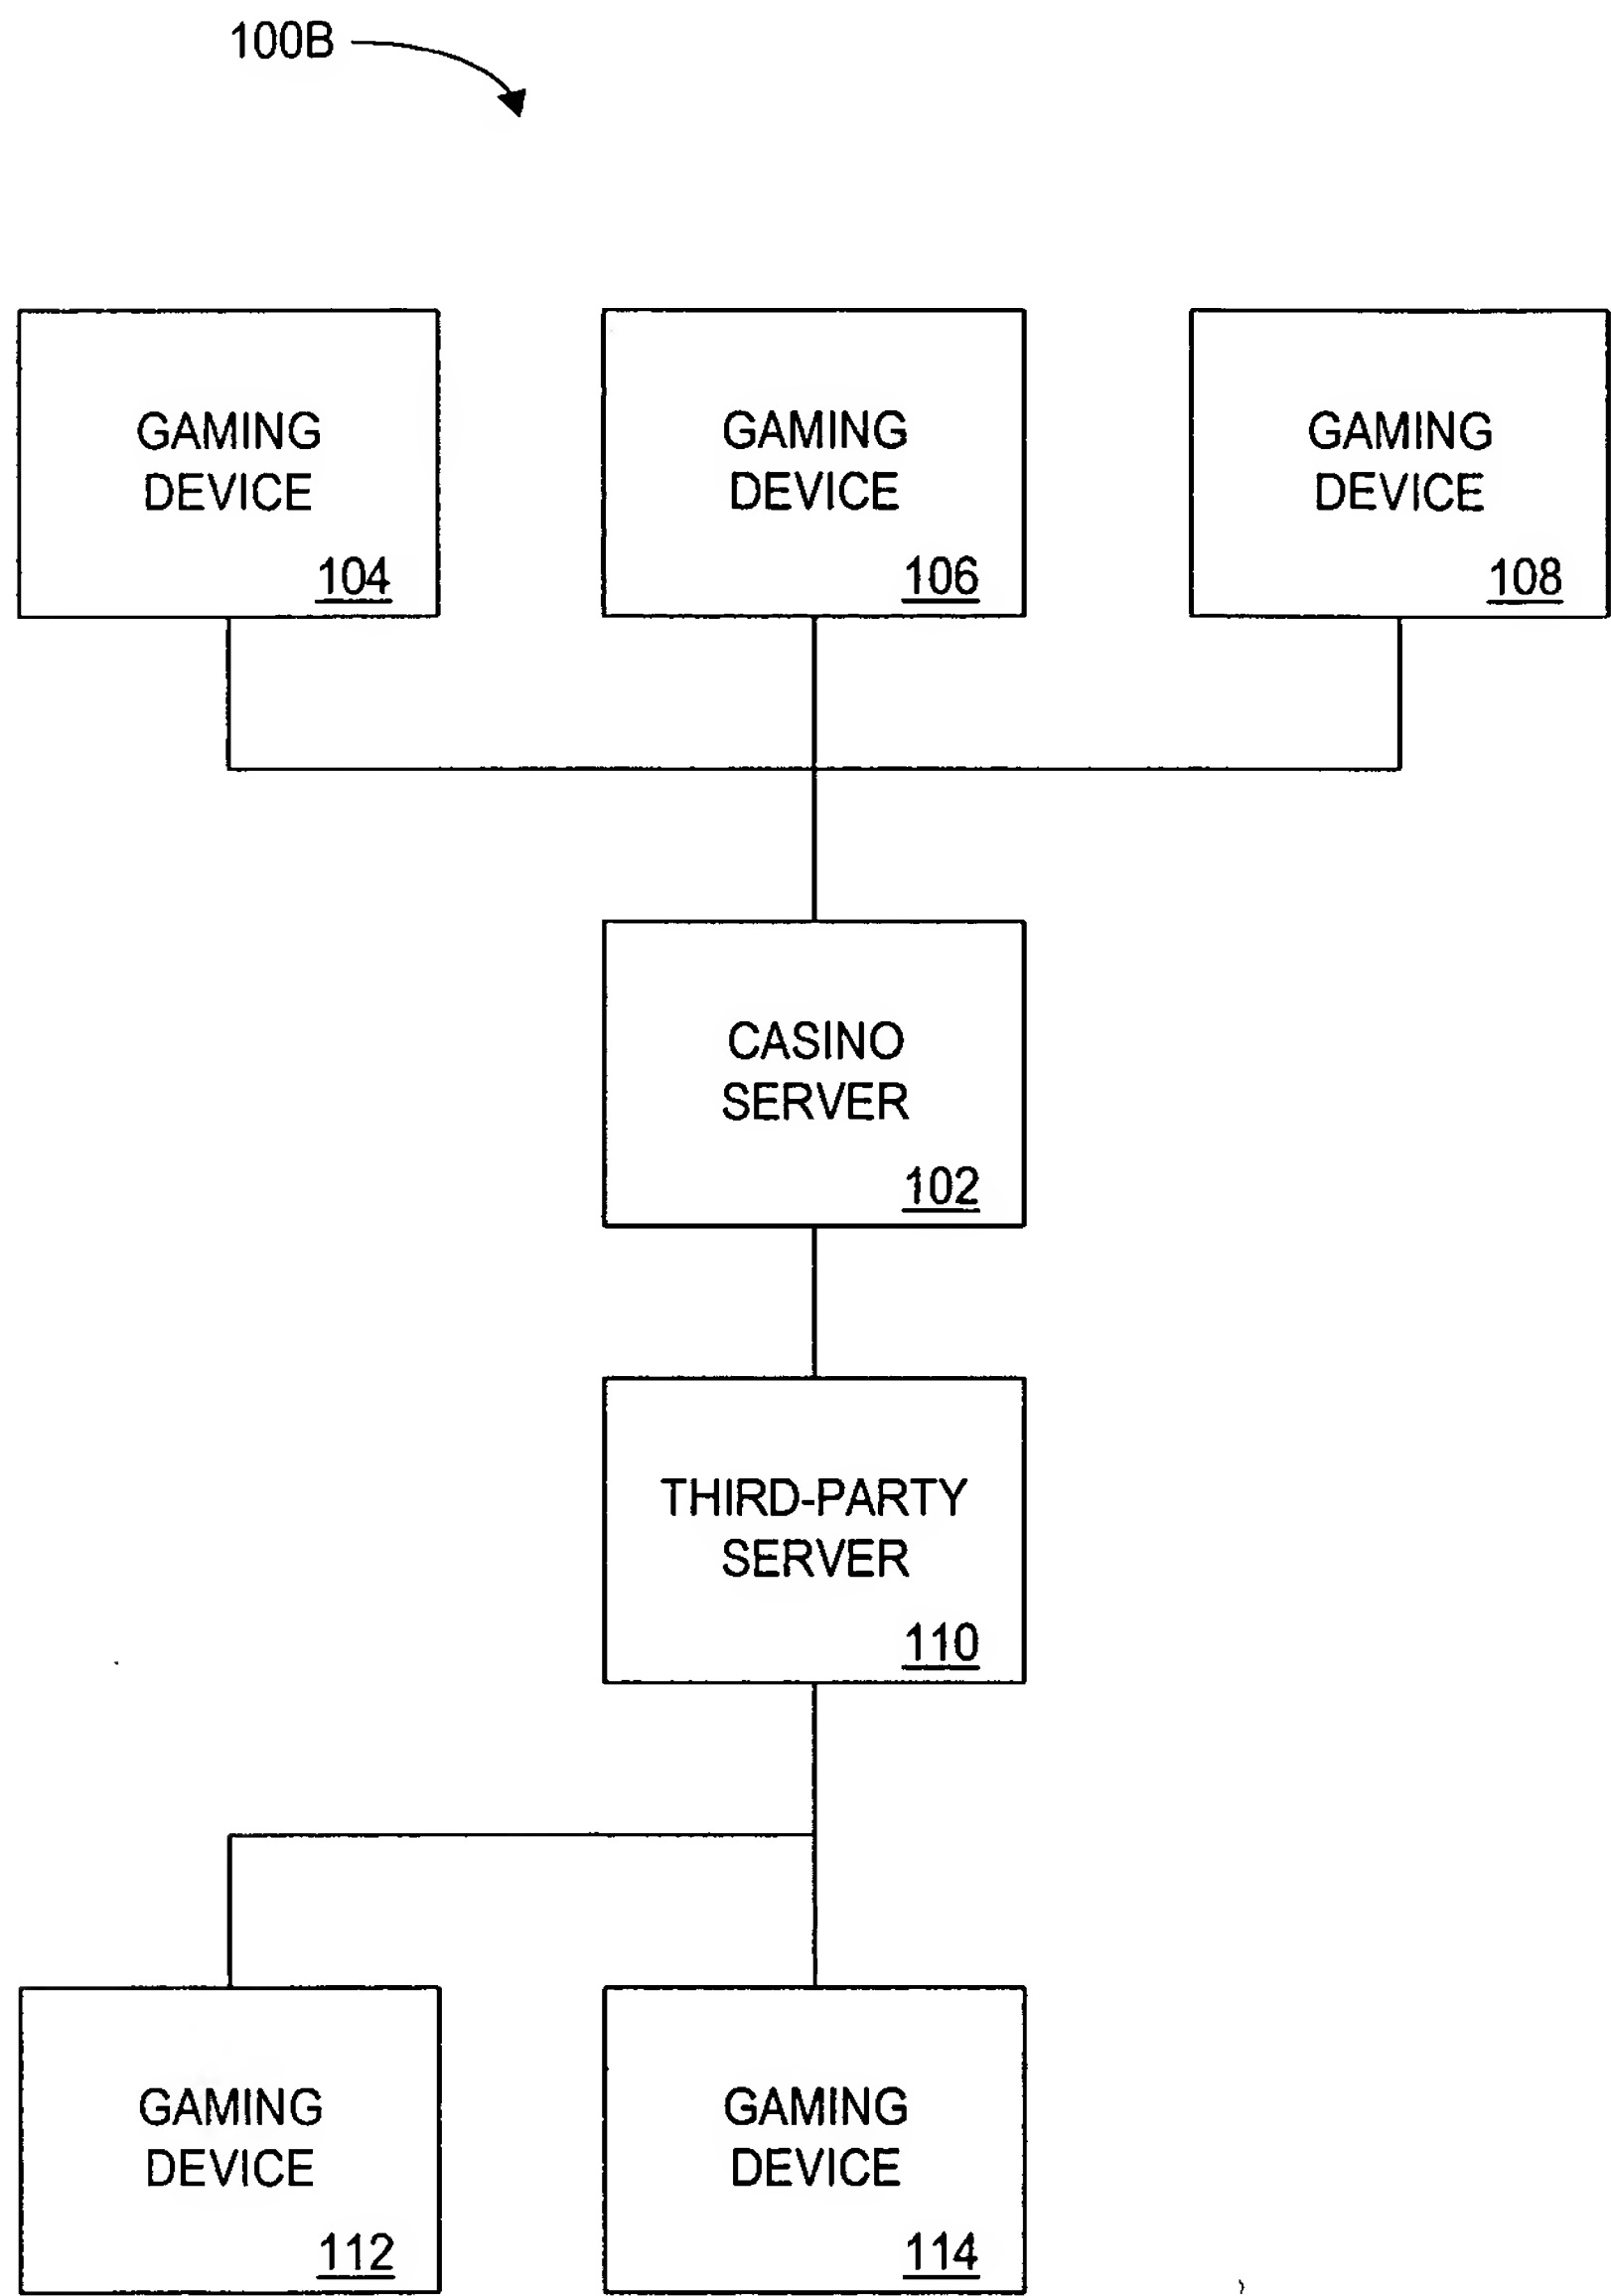 100B
GAMING
DEVICE
104
GAMING
DEVICE
106
GAMING
DEVICE
108
CASINO
SERVER
102
THIRD-PARTY
SERVER
110
GAMING
DEVICE
112
GAMING
DEVICE
114